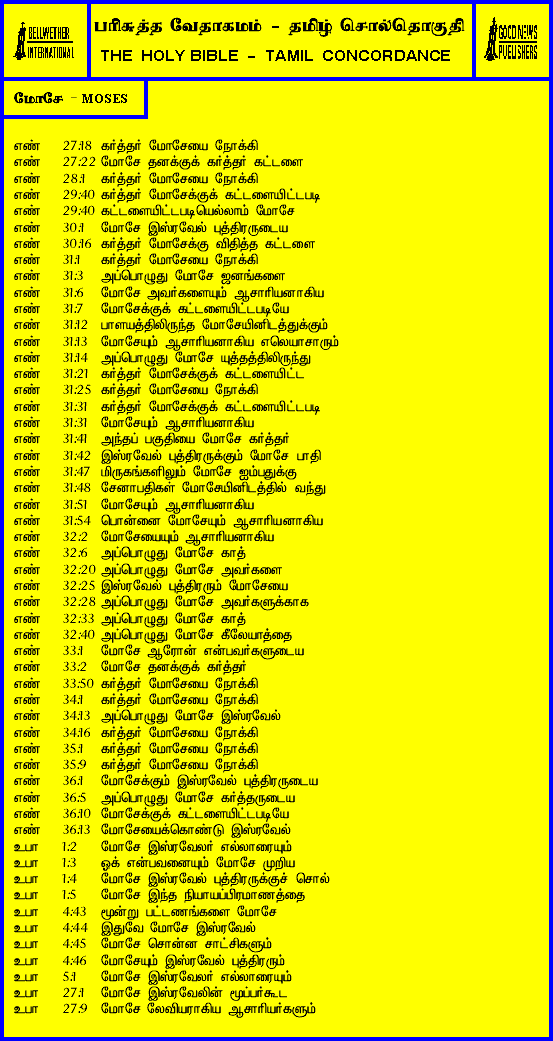 BELLWETHER
INTERNATIONAL
பரிசுத்த வேதாகமம் - தமிழ் சொல்தொகுதி
THE HOLY BIBLE - TAMIL CONCORDANCE
GOOD NEWS
PUBLISHERS
மோசே - MOSES
எண் 27:18 கர்த்தர் மோசேயை நோக்கி
எண் 27:22 மோசே தனக்குக் கர்த்தர் கட்டளை
எண் 28:1 கர்த்தர் மோசேயை நோக்கி
எண் 29:40 கர்த்தர் மோசேக்குக் கட்டளையிட்டபடி
எண் 29:40 கட்டளையிட்டபடியெல்லாம் மோசே
எண் 30:1 மோசே இஸ்ரவேல் புத்திரருடைய
எண் 30:16 கர்த்தர் மோசேக்கு விதித்த கட்டளை
எண் 31:1 கர்த்தர் மோசேயை நோக்கி
எண் 31:3 அப்பொழுது மோசே ஜனங்களை
எண் 31:6 மோசே அவர்களையும் ஆசாரியனாகிய
எண் 31:7 மோசேக்குக் கட்டளையிட்டபடியே
எண் 31:12 பாளயத்திலிருந்த மோசேயினிடத்துக்கும்
எண் 31:13 மோசேயும் ஆசாரியனாகிய எலெயாசாரும்
எண் 31:14 அப்பொழுது மோசே யுத்தத்திலிருந்து
எண் 31:21 கர்த்தர் மோசேக்குக் கட்டளையிட்ட
எண் 31:25 கர்த்தர் மோசேயை நோக்கி
எண் 31:31 கர்த்தர் மோசேக்குக் கட்டளையிட்டபடி
எண் 31:31 மோசேயும் ஆசாரியனாகிய
எண் 31:41 அந்தப் பகுதியை மோசே கர்த்தர்
எண் 31:42 இஸ்ரவேல் புத்திரருக்கும் மோசே பாதி
எண் 31:47 மிருகங்களிலும் மோசே ஐம்பதுக்கு
எண் 31:48 சேனாபதிகள் மோசேயினிடத்தில் வந்து
எண் 31:51 மோசேயும் ஆசாரியனாகிய
எண் 31:54 பொன்னை மோசேயும் ஆசாரியனாகிய
எண் 32:2 மோசேயையும் ஆசாரியனாகிய
எண் 32:6 அப்பொழுது மோசே காத்
எண் 32:20 அப்பொழுது மோசே அவர்களை
எண் 32:25 இஸ்ரவேல் புத்திரரும் மோசேயை
எண் 32:28 அப்பொழுது மோசே அவர்களுக்காக
எண் 32:33 அப்பொழுது மோசே காத்
எண் 32:40 அப்பொழுது மோசே கீலேயாத்தை
எண் 33:1 மோசே ஆரோன் என்பவர்களுடைய
எண் 33:2 மோசே தனக்குக் கர்த்தர்
எண் 33:50 கர்த்தர் மோசேயை நோக்கி
எண் 34:1 கர்த்தர் மோசேயை நோக்கி
எண் 34:13 அப்பொழுது மோசே இஸ்ரவேல்
எண் 34:16 கர்த்தர் மோசேயை நோக்கி
எண் 35:1 கர்த்தர் மோசேயை நோக்கி
எண் 35:9 கர்த்தர் மோசேயை நோக்கி
எண் 36:1 மோசேக்கும் இஸ்ரவேல் புத்திரருடைய
எண் 36:5 அப்பொழுது மோசே கர்த்தருடைய
எண் 36:10 மோசேக்குக் கட்டளையிட்டபடியே
எண் 36:13 மோசேயைக்கொண்டு இஸ்ரவேல்
உபா 1:2 மோசே இஸ்ரவேலர் எல்லாரையும்
உபா 1:3 ஒக் என்பவனையும் மோசே முறிய
உபா 1:4 மோசே இஸ்ரவேல் புத்திரருக்குச் சொல்
உபா 1:5 மோசே இந்த நியாயப்பிரமாணத்தை
உபா 4:43 மூன்று பட்டணங்களை மோசே
உபா 4:44 இதுவே மோசே இஸ்ரவேல்
உபா 4:45 மோசே சொன்ன சாட்சிகளும்
உபா 4:46 மோசேயும் இஸ்ரவேல் புத்திரரும்
உபா 5:1 மோசே இஸ்ரவேலர் எல்லாரையும்
உபா 27:1 மோசே இஸ்ரவேலின் மூப்பர்கூட
உபா 27:9 மோசே லேவியராகிய ஆசாரியர்களும்